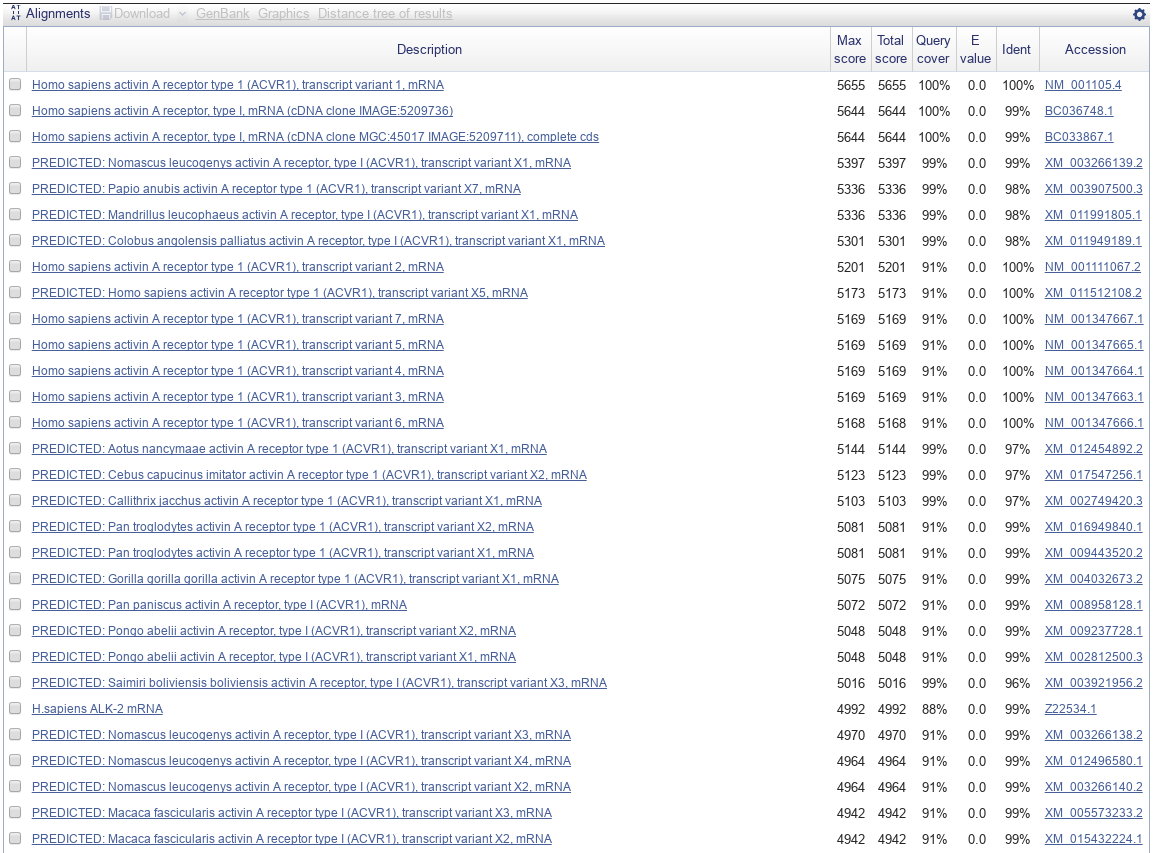 Alignments Download GenBank Graphics Distance tree of results
Description Max score Total score Query cover E value Ident Accession
Homo sapiens activin A receptor type 1 (ACVR1), transcript variant 1, mRNA 5655 5655 100% 0.0 100% NM_001105.4
Homo sapiens activin A receptor, type I, mRNA (cDNA clone IMAGE:5209736) 5644 5644 100% 0.0 99% BC036748.1
Homo sapiens activin A receptor, type I, mRNA (cDNA clone MGC:45017 IMAGE:5209711), complete cds 5644 5644 100% 0.0 99% BC033867.1
PREDICTED: Nomascus leucogenys activin A receptor, type I (ACVR1), transcript variant X1, mRNA 5397 5397 99% 0.0 99% XM_003266139.2
PREDICTED: Papio anubis activin A receptor type 1 (ACVR1), transcript variant X7, mRNA 5336 5336 99% 0.0 98% XM_003907500.3
PREDICTED: Mandrillus leucophaeus activin A receptor, type I (ACVR1), transcript variant X1, mRNA 5336 5336 99% 0.0 98% XM_011991805.1
PREDICTED: Colobus angolensis palliatus activin A receptor, type I (ACVR1), transcript variant X1, mRNA 5301 5301 99% 0.0 98% XM_011949189.1
Homo sapiens activin A receptor type 1 (ACVR1), transcript variant 2, mRNA 5201 5201 91% 0.0 100% NM_001111067.2
PREDICTED: Homo sapiens activin A receptor type 1 (ACVR1), transcript variant X5, mRNA 5173 5173 91% 0.0 100% XM_011512108.2
Homo sapiens activin A receptor type 1 (ACVR1), transcript variant 7, mRNA 5169 5169 91% 0.0 100% NM_001347667.1
Homo sapiens activin A receptor type 1 (ACVR1), transcript variant 5, mRNA 5169 5169 91% 0.0 100% NM_001347665.1
Homo sapiens activin A receptor type 1 (ACVR1), transcript variant 4, mRNA 5169 5169 91% 0.0 100% NM_001347664.1
Homo sapiens activin A receptor type 1 (ACVR1), transcript variant 3, mRNA 5169 5169 91% 0.0 100% NM_001347663.1
Homo sapiens activin A receptor type 1 (ACVR1), transcript variant 6, mRNA 5168 5168 91% 0.0 100% NM_001347666.1
PREDICTED: Aotus nancymaae activin A receptor type 1 (ACVR1), transcript variant X1, mRNA 5144 5144 99% 0.0 97% XM_012454892.2
PREDICTED: Cebus capucinus imitator activin A receptor type 1 (ACVR1), transcript variant X2, mRNA 5123 5123 99% 0.0 97% XM_017547256.1
PREDICTED: Callithrix jacchus activin A receptor type 1 (ACVR1), transcript variant X1, mRNA 5103 5103 99% 0.0 97% XM_002749420.3
PREDICTED: Pan troglodytes activin A receptor type 1 (ACVR1), transcript variant X2, mRNA 5081 5081 91% 0.0 99% XM_016949840.1
PREDICTED: Pan troglodytes activin A receptor type 1 (ACVR1), transcript variant X1, mRNA 5081 5081 91% 0.0 99% XM_009443520.2
PREDICTED: Gorilla gorilla gorilla activin A receptor type 1 (ACVR1), transcript variant X1, mRNA 5075 5075 91% 0.0 99% XM_004032673.2
PREDICTED: Pan paniscus activin A receptor, type I (ACVR1), mRNA 5072 5072 91% 0.0 99% XM_008958128.1
PREDICTED: Pongo abelii activin A receptor, type I (ACVR1), transcript variant X2, mRNA 5048 5048 91% 0.0 99% XM_009237728.1
PREDICTED: Pongo abelii activin A receptor, type I (ACVR1), transcript variant X1, mRNA 5048 5048 91% 0.0 99% XM_002812500.3
PREDICTED: Saimiri boliviensis boliviensis activin A receptor, type I (ACVR1), transcript variant X3, mRNA 5016 5016 99% 0.0 96% XM_003921956.2
H.sapiens ALK-2 mRNA 4992 4992 88% 0.0 99% Z22534.1
PREDICTED: Nomascus leucogenys activin A receptor, type I (ACVR1), transcript variant X3, mRNA 4970 4970 91% 0.0 99% XM_003266138.2
PREDICTED: Nomascus leucogenys activin A receptor, type I (ACVR1), transcript variant X4, mRNA 4964 4964 91% 0.0 99% XM_012496580.1
PREDICTED: Nomascus leucogenys activin A receptor, type I (ACVR1), transcript variant X2, mRNA 4964 4964 91% 0.0 99% XM_003266140.2
PREDICTED: Macaca fascicularis activin A receptor type I (ACVR1), transcript variant X3, mRNA 4942 4942 91% 0.0 99% XM_005573233.2
PREDICTED: Macaca fascicularis activin A receptor type I (ACVR1), transcript variant X2, mRNA 4942 4942 91% 0.0 99% XM_015432224.1